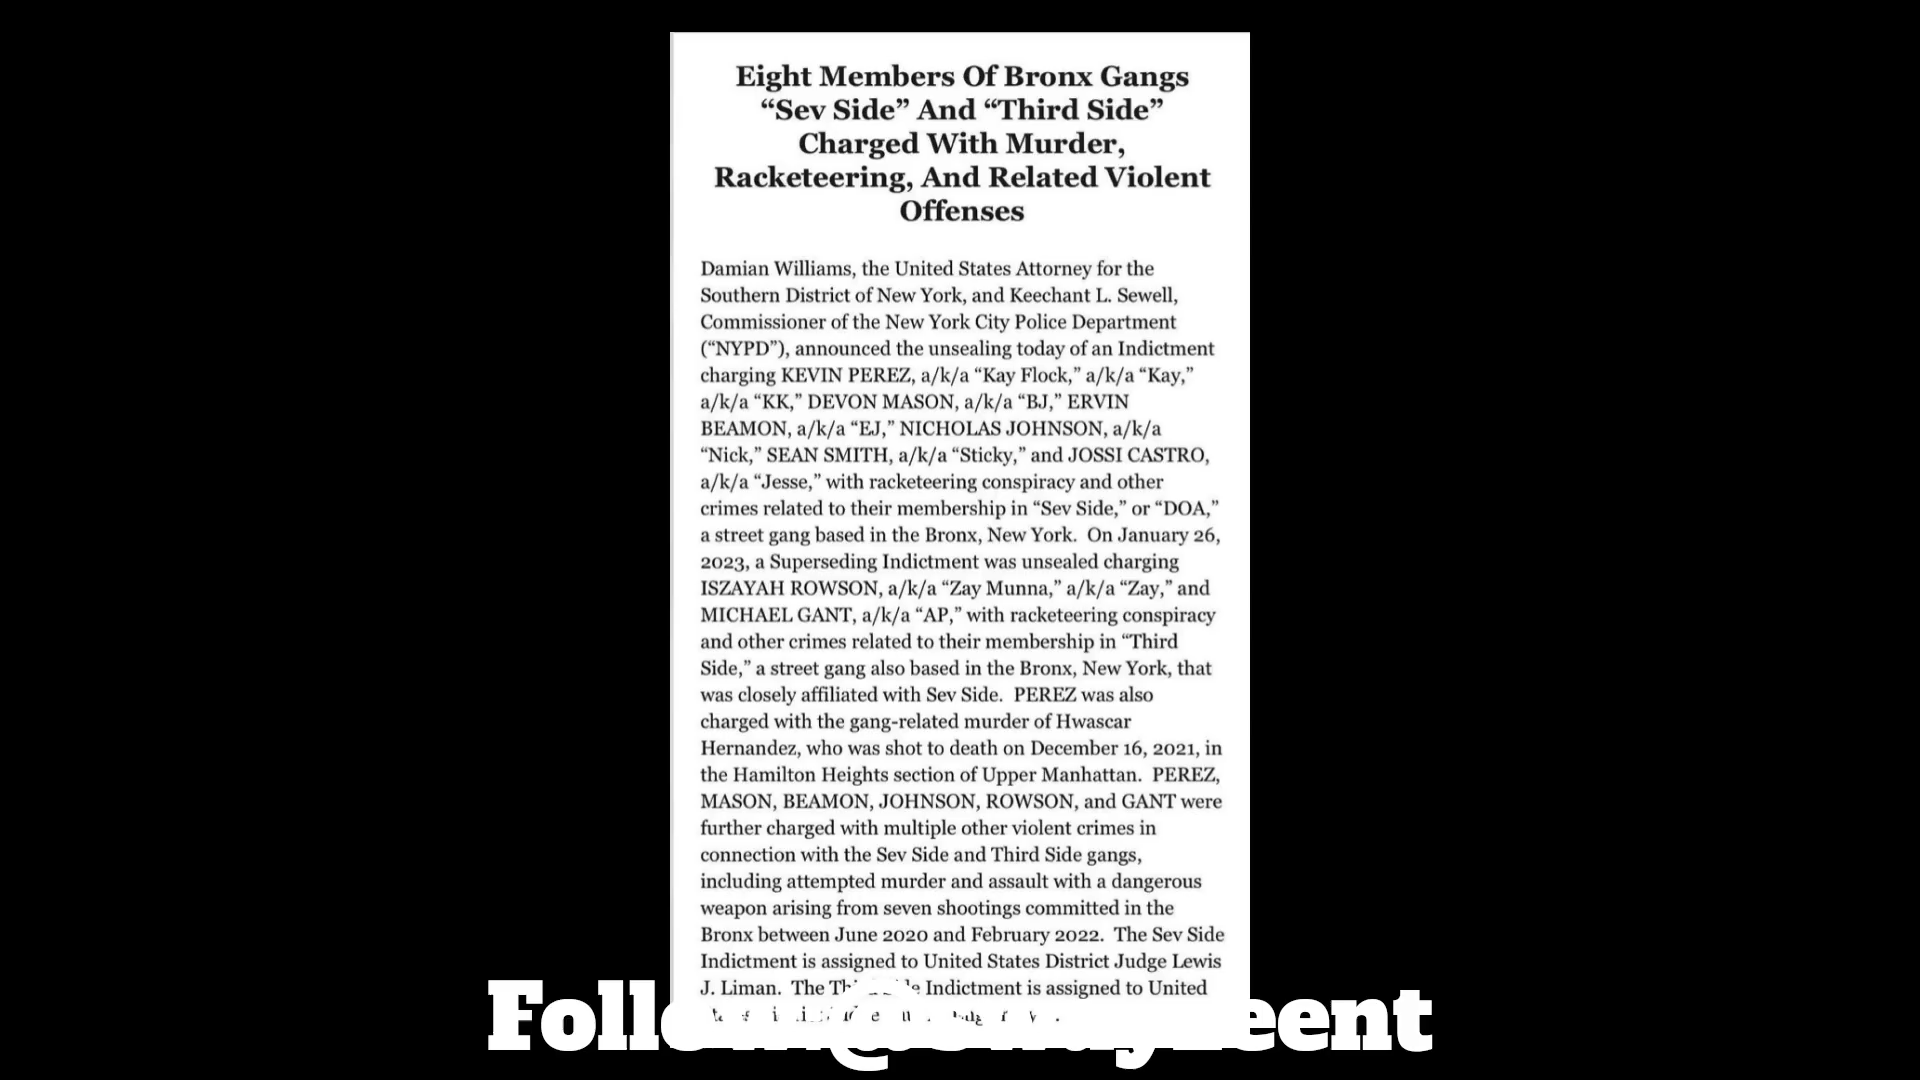 Eight Members Of Bronx Gangs
“Sev Side” And “Third Side”
Charged With Murder,
Racketeering, And Related Violent
Offenses
Damian Williams, the United States Attorney for the
Southern District of New York, and Keechant L. Sewell,
Commissioner of the New York City Police Department
(“NYPD”), announced the unsealing today of an Indictment
charging KEVIN PEREZ, a/k/a “Kay Flock,” a/k/a “Kay,”
a/k/a “KK,” DEVON MASON, a/k/a “BJ,” ERVIN
BEAMON, a/k/a “EJ,” NICHOLAS JOHNSON, a/k/a
“Nick,” SEAN SMITH, a/k/a “Sticky,” and JOSSI CASTRO,
a/k/a “Jesse,” with racketeering conspiracy and other
crimes related to their membership in “Sev Side,” or “DOA,”
a street gang based in the Bronx, New York.  On January 26,
2023, a Superseding Indictment was unsealed charging
ISZAYAH ROWSON, a/k/a “Zay Munna,” a/k/a “Zay,” and
MICHAEL GANT, a/k/a “AP,” with racketeering conspiracy
and other crimes related to their membership in “Third
Side,” a street gang also based in the Bronx, New York, that
was closely affiliated with Sev Side.  PEREZ was also
charged with the gang-related murder of Hwascar
Hernandez, who was shot to death on December 16, 2021, in
the Hamilton Heights section of Upper Manhattan.  PEREZ,
MASON, BEAMON, JOHNSON, ROWSON, and GANT were
further charged with multiple other violent crimes in
connection with the Sev Side and Third Side gangs,
including attempted murder and assault with a dangerous
weapon arising from seven shootings committed in the
Bronx between June 2020 and February 2022.  The Sev Side
Indictment is assigned to United States District Judge Lewis
J. Liman.  The Indictment is assigned to United